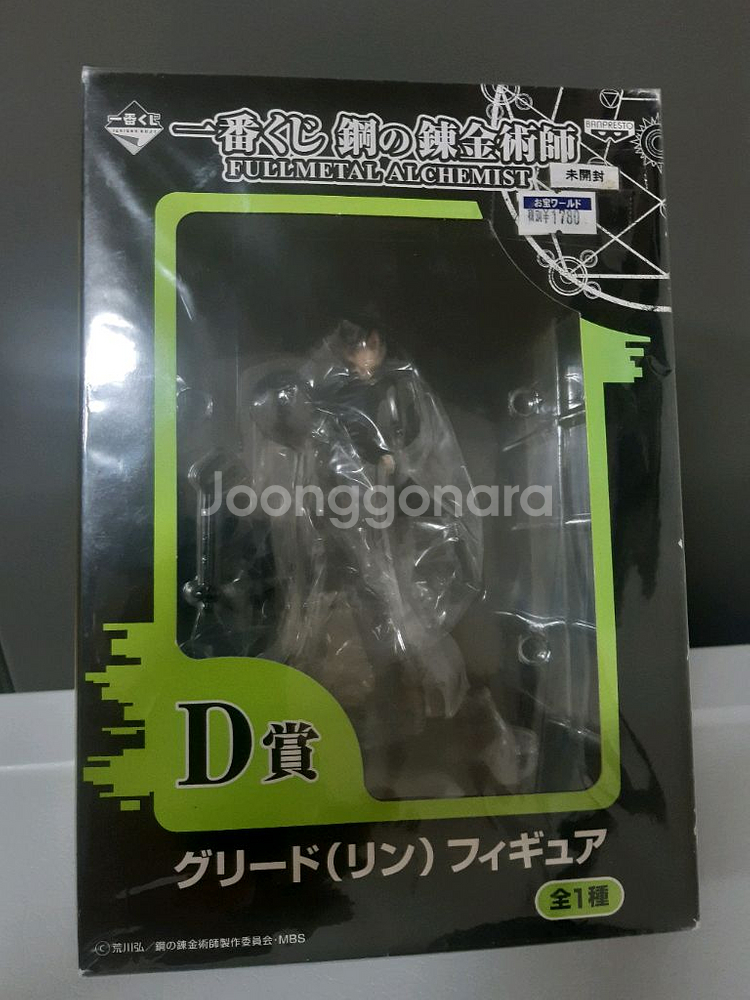 一番くじ
ICHIBAN KUJI
一番くじ 鋼の錬金術師
BANPRESTO
FULLMETAL ALCHEMIST
未開封
お宝ワールド
¥1780
Joonggonara
D賞
グリード(リン)フィギュア
全1種
©荒川弘/鋼の錬金術師製作委員会・MBS